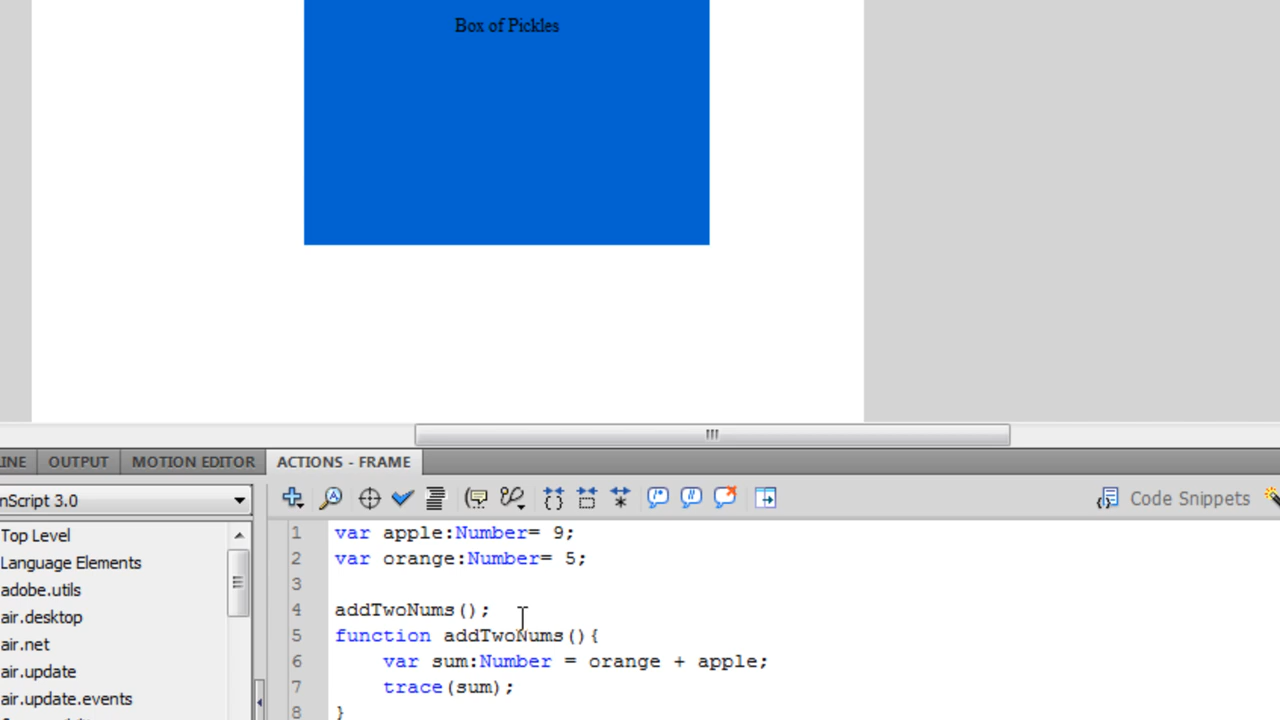 Box of Pickles
INE OUTPUT MOTION EDITOR ACTIONS - FRAME
nScript 3.0
Code Snippets
Top Level
Language Elements
adobe.utils
air.desktop
air.net
air.update
air.update.events
1 var apple:Number= 9;
2 var orange:Number= 5;
3
4 addTwoNums();
5 function addTwoNums(){
6 var sum:Number = orange + apple;
7 trace(sum);
8 }